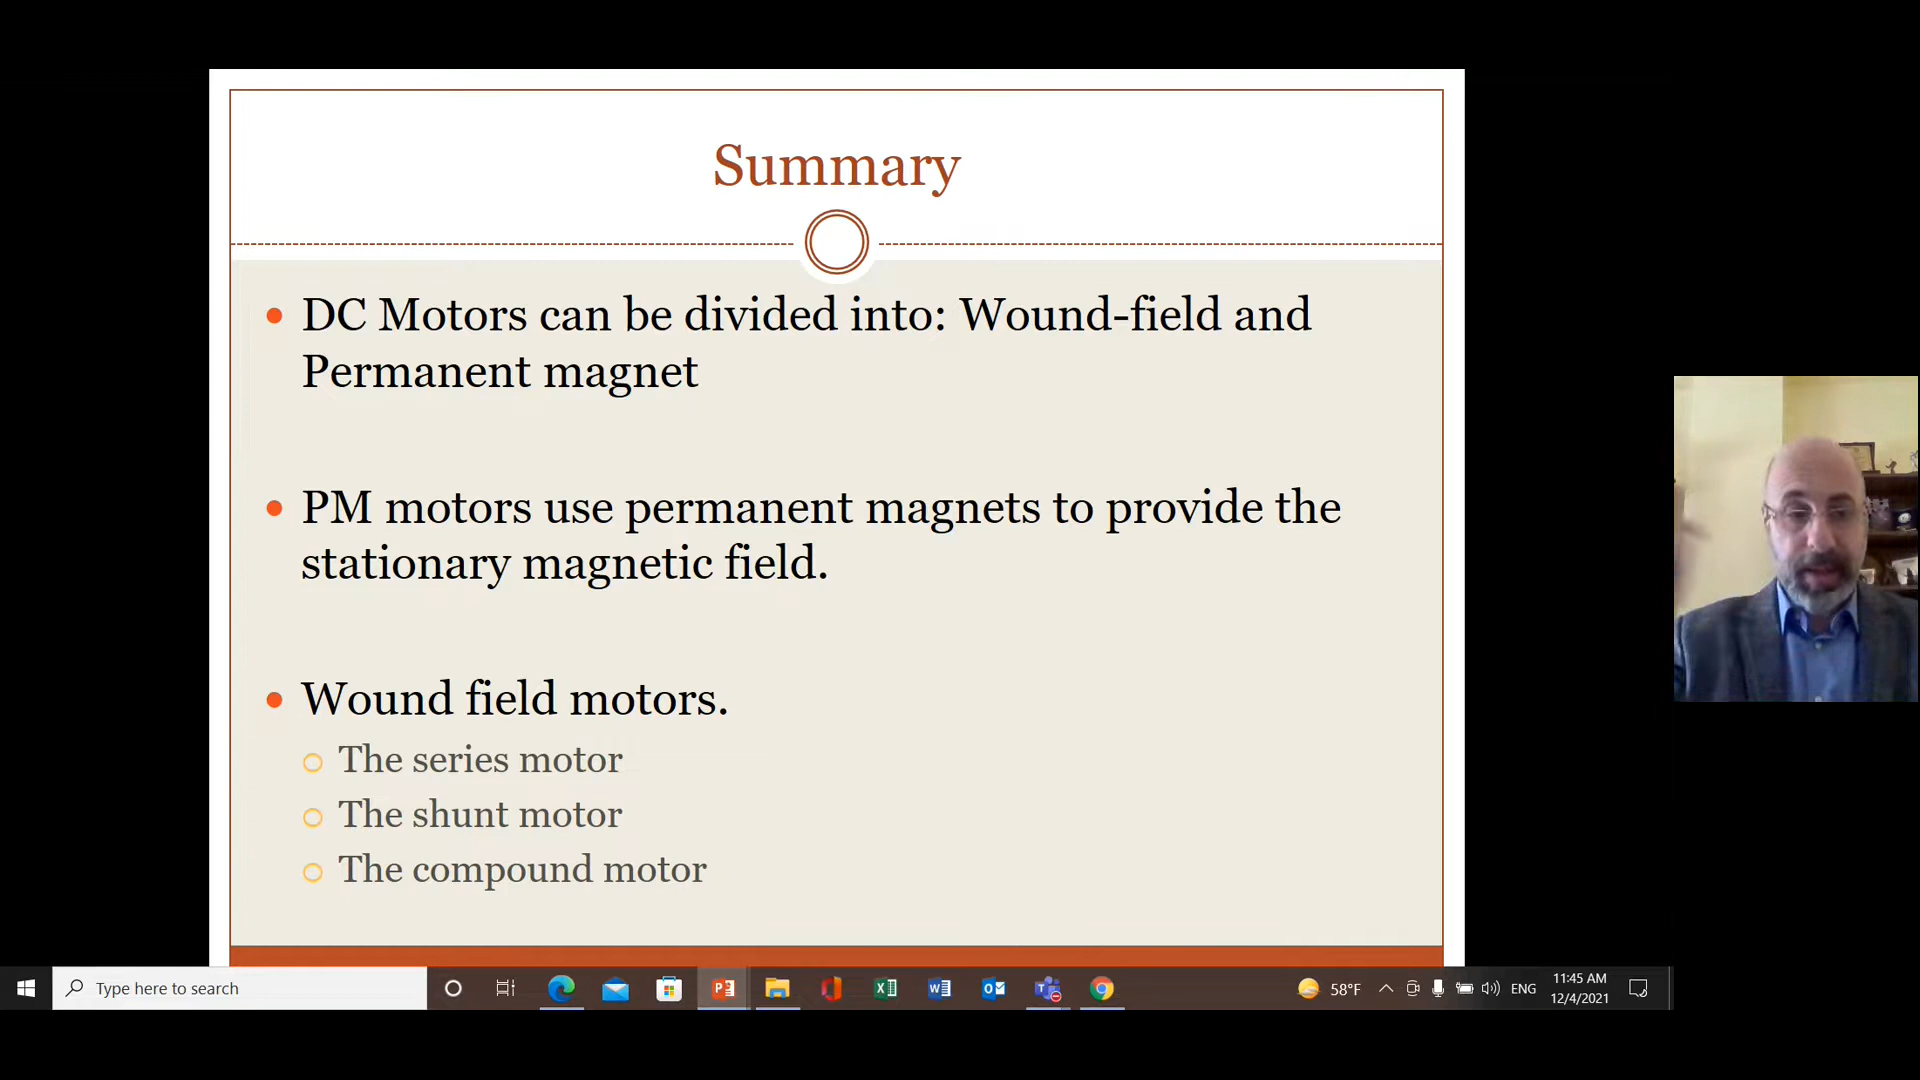 Summary
DC Motors can be divided into: Wound-field and
Permanent magnet
PM motors use permanent magnets to provide the
stationary magnetic field.
Wound field motors.
The series motor
The shunt motor
The compound motor
Type here to search
58°F
ENG
11:45 AM
12/4/2021